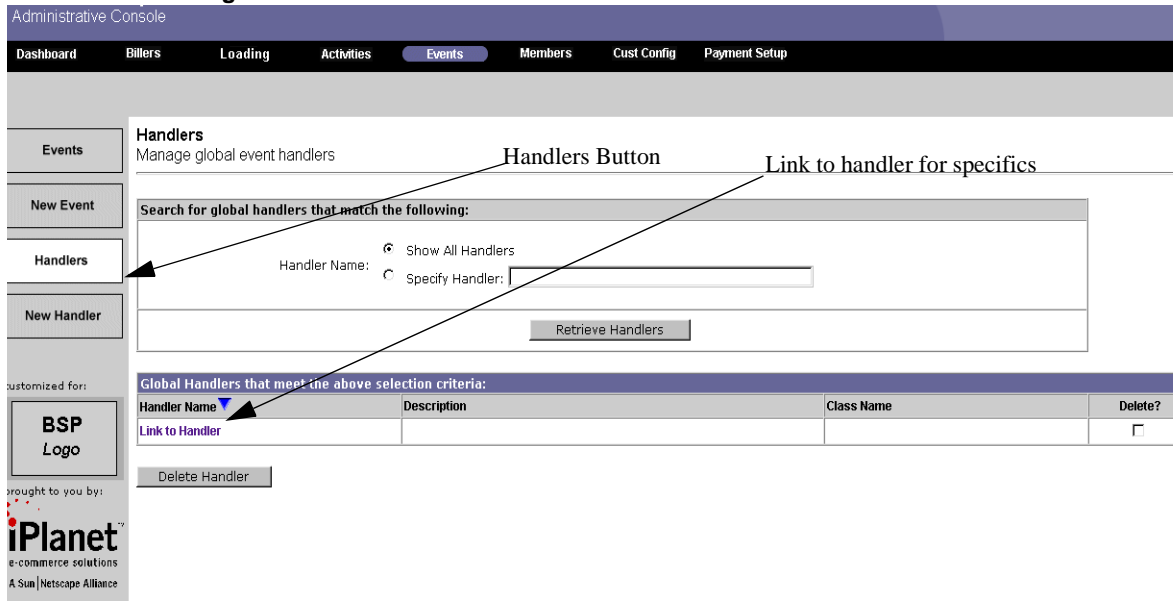 Administrative Console
Dashboard Billers Loading Activities Events Members Cust Config Payment Setup
Events
New Event
Handlers
New Handler
Handlers
Manage global event handlers
Handlers Button
Link to handler for specifics
Search for global handlers that match the following:
Handler Name:
Show All Handlers
Specify Handler:
Retrieve Handlers
Global Handlers that meet the above selection criteria:
Handler Name Description Class Name Delete?
Link to Handler
Delete Handler
customized for:
BSP
Logo
brought to you by:
iPlanet™
e-commerce solutions
A Sun|Netscape Alliance